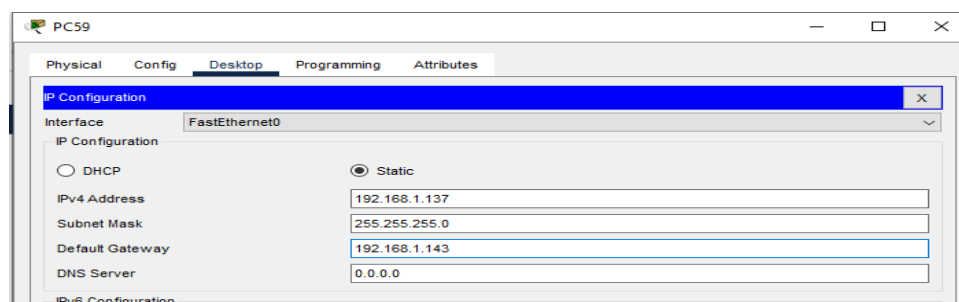 PC59
Physical Config Desktop Programming Attributes
IP Configuration X
Interface FastEthernet0
IP Configuration
DHCP Static
IPv4 Address 192.168.1.137
Subnet Mask 255.255.255.0
Default Gateway 192.168.1.143
DNS Server 0.0.0.0
IPv6 Configuration